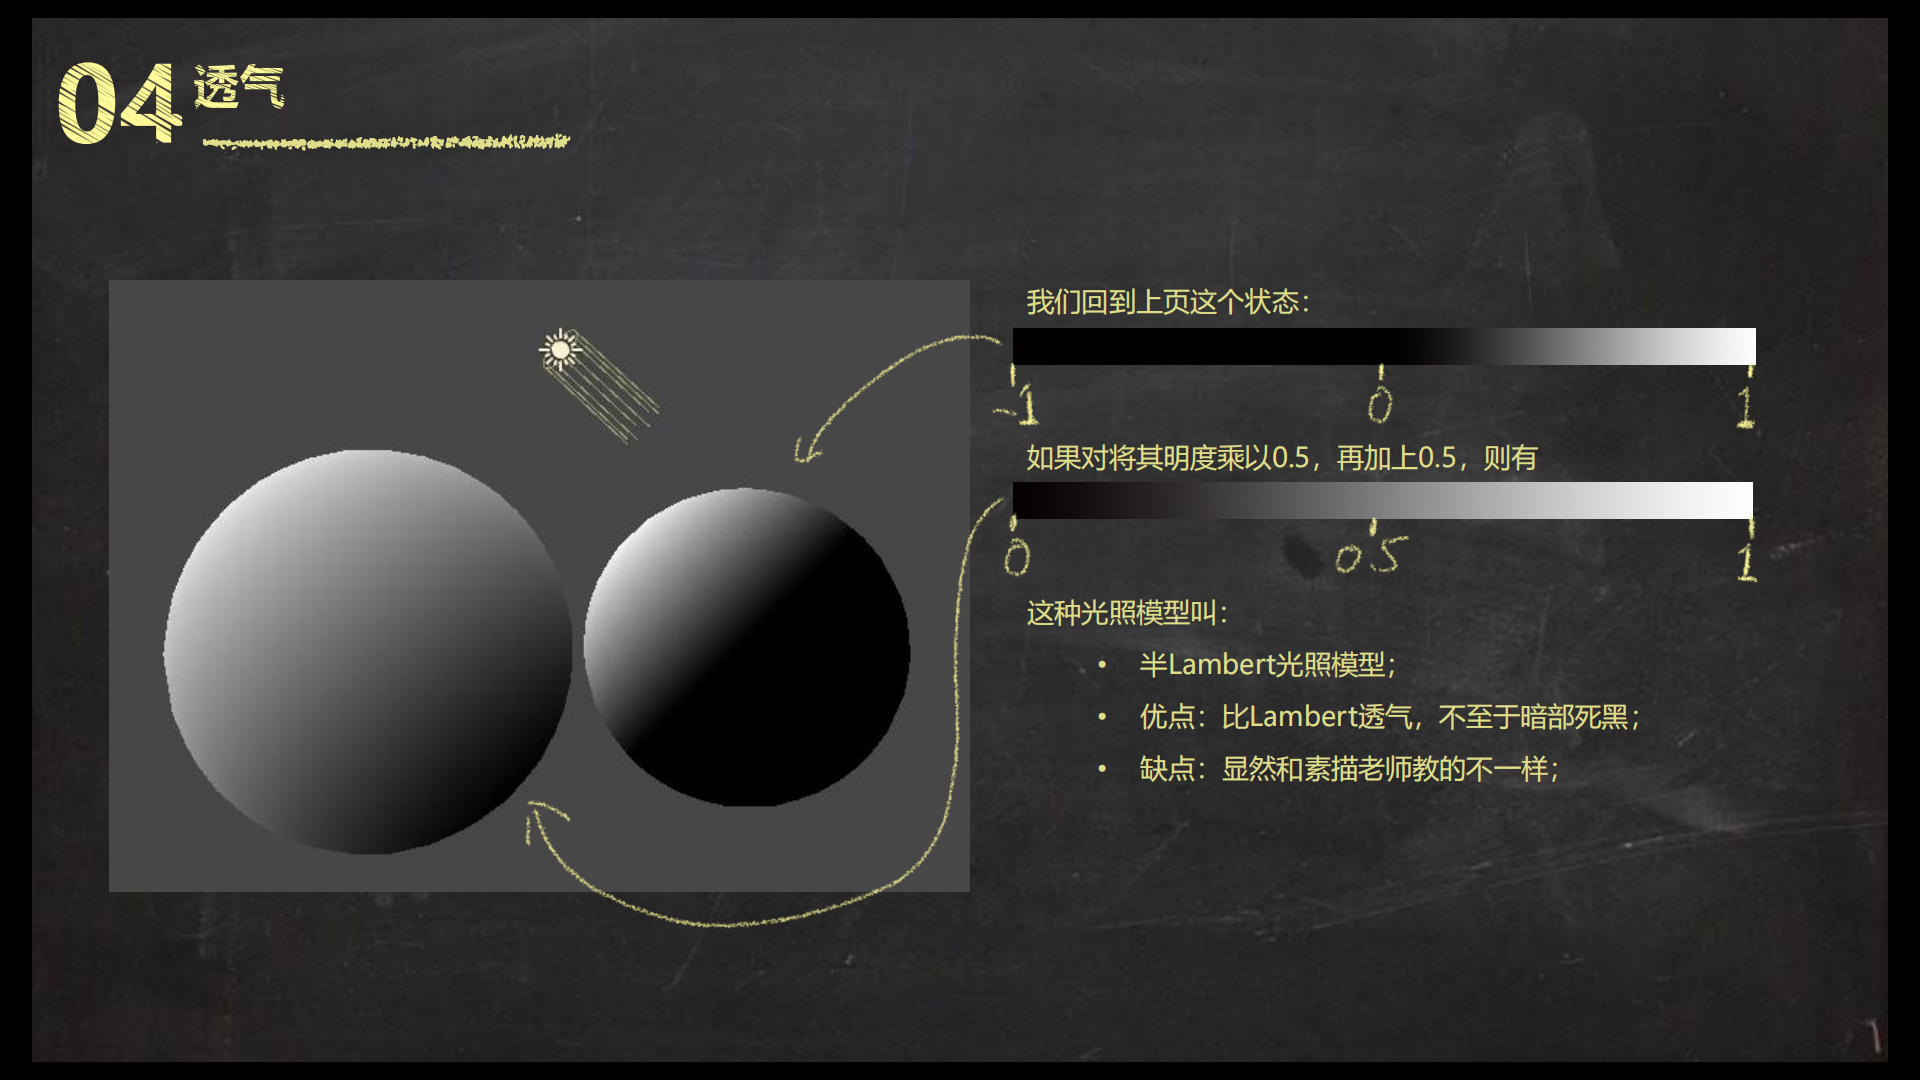 04 透气
我们回到上页这个状态：
-1 0 1
如果对将其明度乘以0.5，再加上0.5，则有
0 0.5 1
这种光照模型叫：
• 半Lambert光照模型；
• 优点：比Lambert透气，不至于暗部死黑；
• 缺点：显然和素描老师教的不一样；